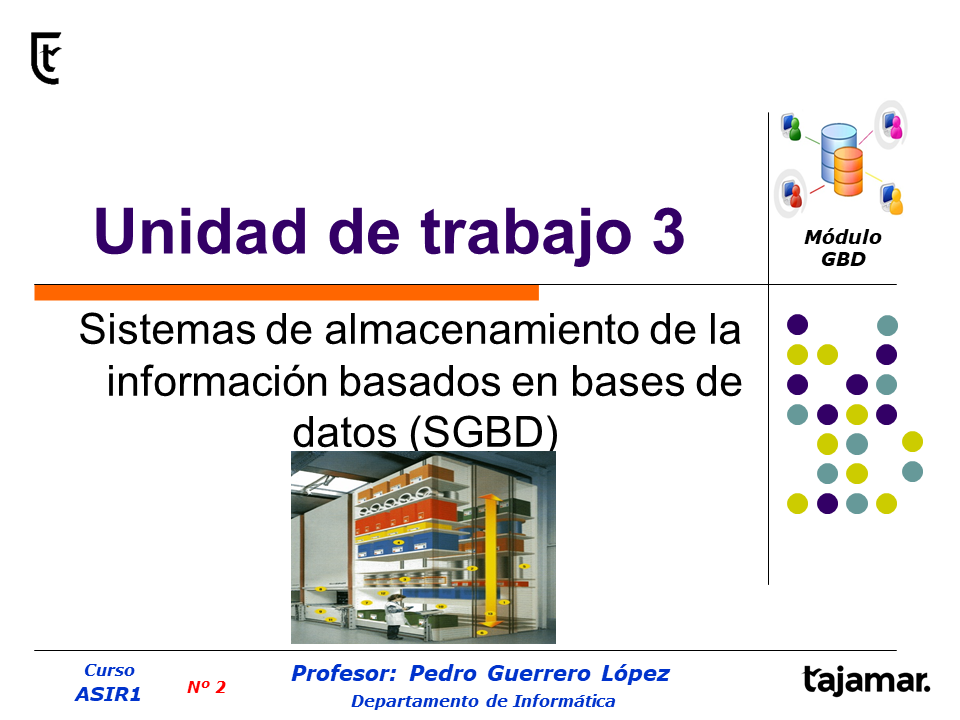 Unidad de trabajo 3
Módulo
GBD
Sistemas de almacenamiento de la
información basados en bases de
datos (SGBD)
Curso
ASIR1
Nº 2
Profesor: Pedro Guerrero López
Departamento de Informática
tajamar.